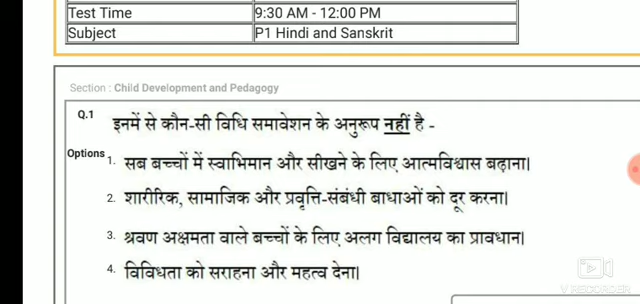 Test Time 9:30 AM - 12:00 PM
Subject P1 Hindi and Sanskrit
Section : Child Development and Pedagogy
Q.1 इनमें से कौन-सी विधि समावेशन के अनुरूप नहीं है -
Options 1. सब बच्चों में स्वाभिमान और सीखने के लिए आत्मविश्वास बढ़ाना।
2. शारीरिक, सामाजिक और प्रवृत्ति-संबंधी बाधाओं को दूर करना।
3. श्रवण अक्षमता वाले बच्चों के लिए अलग विद्यालय का प्रावधान।
4. विविधता को सराहना और महत्व देना।
V RECORDER